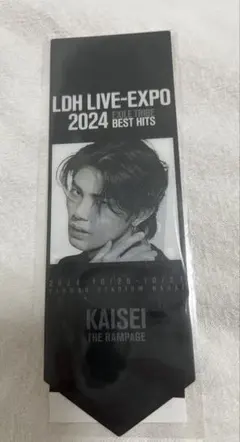 LDH LIVE-EXPO
2024 EXILE TRIBE
BEST HITS
KAISEI
THE RAMPAGE